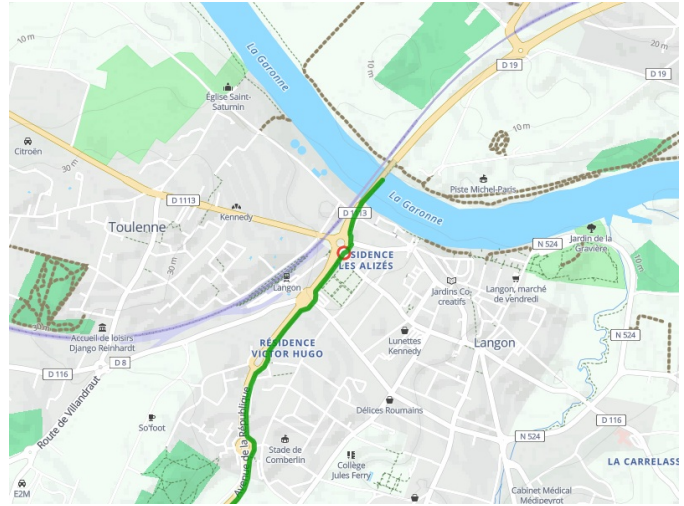 10 m
La Garonne
D 19
20 m
D 19
10 m
Église Saint-
Saturnin
10 m
Citroën
30 m
Piste Michel-Paris
D 1113
Kennedy
D 1113
La Garonne
Toulenne
N 524
Jardin de la
Gravière
30 m
RÉSIDENCE
LES ALIZÉS
Langon
Jardins Co-
creatifs
Langon, marché
de vendredi
Accueil de loisirs
Django Reinhardt
D 8
RÉSIDENCE
VICTOR HUGO
Lunettes
Kennedy
Langon
N 524
D 116
Route de Villandraut
Avenue de la République
Délices Roumains
So'foot
D 116
N 524
Stade de
Comberlin
Collège
Jules Ferry
LA CARRELASS
E2M
Cabinet Médical
Médipeyrot